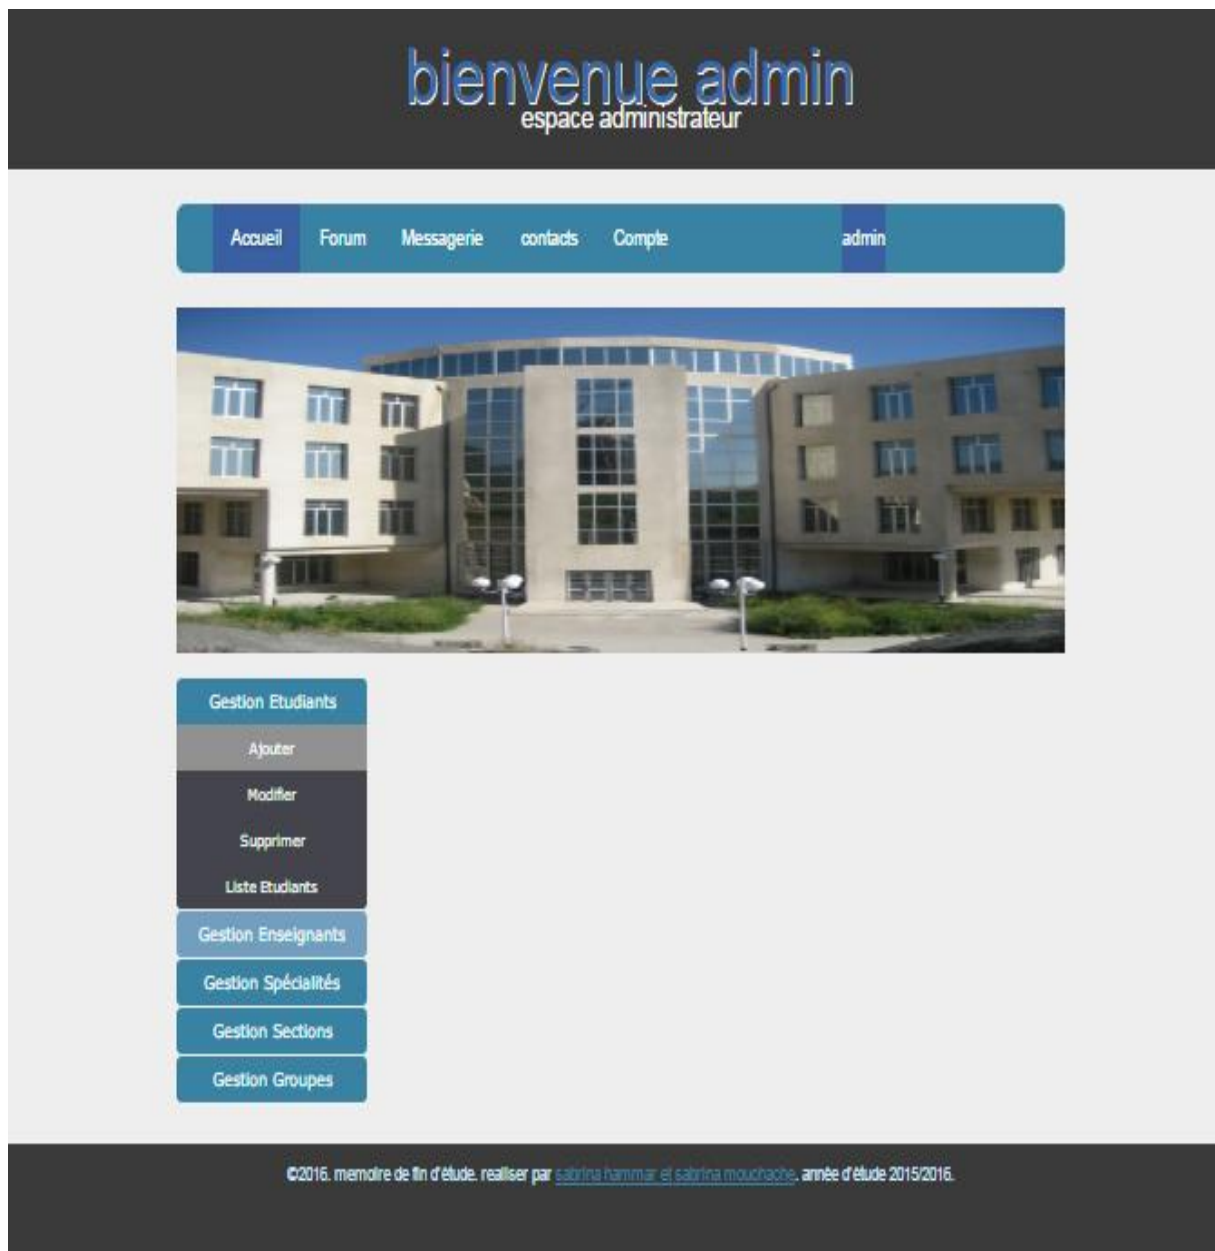 bienvenue admin
espace administrateur
Accueil Forum Messagerie contacts Compte admin
Gestion Etudiants
Ajouter
Modifier
Supprimer
Liste Etudiants
Gestion Enseignants
Gestion Spécialités
Gestion Sections
Gestion Groupes
©2016. memoire de fin d'étude. realiser par sabrina hammar et sabrina mouchache. année d'étude 2015/2016.